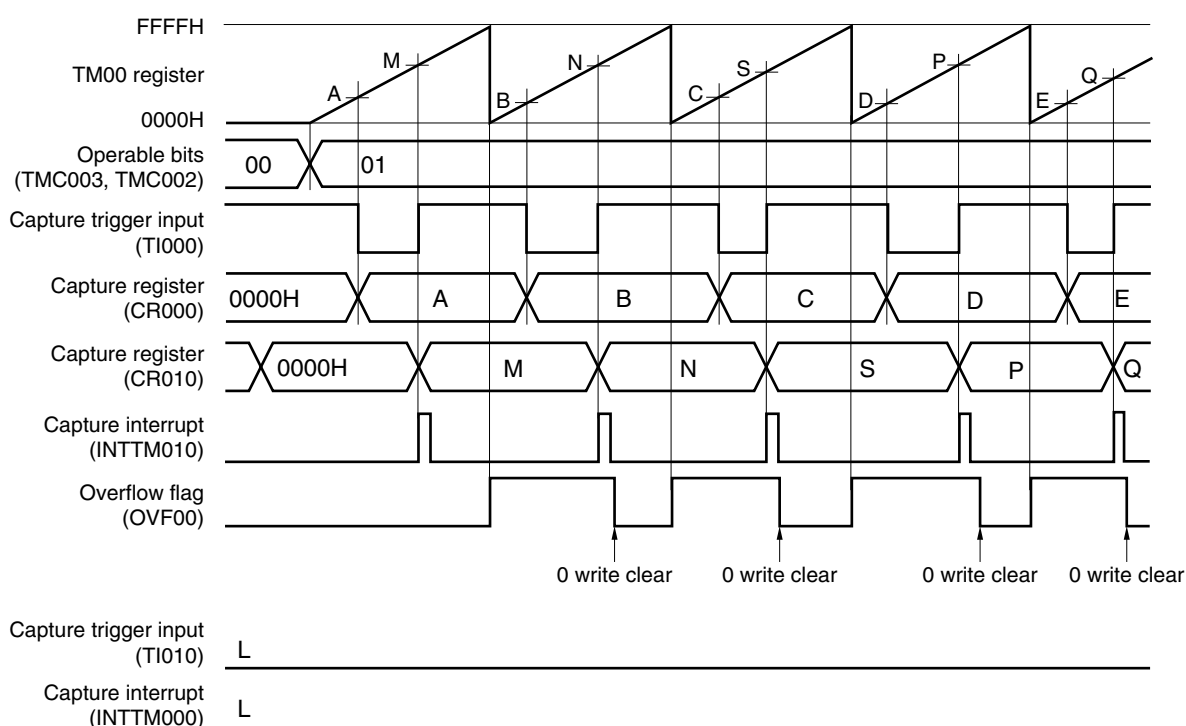 FFFFH
TM00 register
0000H
A M B N C S D P E Q
Operable bits
(TMC003, TMC002)
00 01
Capture trigger input
(TI000)
Capture register
(CR000)
0000H A B C D E
Capture register
(CR010)
0000H M N S P Q
Capture interrupt
(INTTM010)
Overflow flag
(OVF00)
0 write clear 0 write clear 0 write clear 0 write clear
Capture trigger input
(TI010)
L
Capture interrupt
(INTTM000)
L